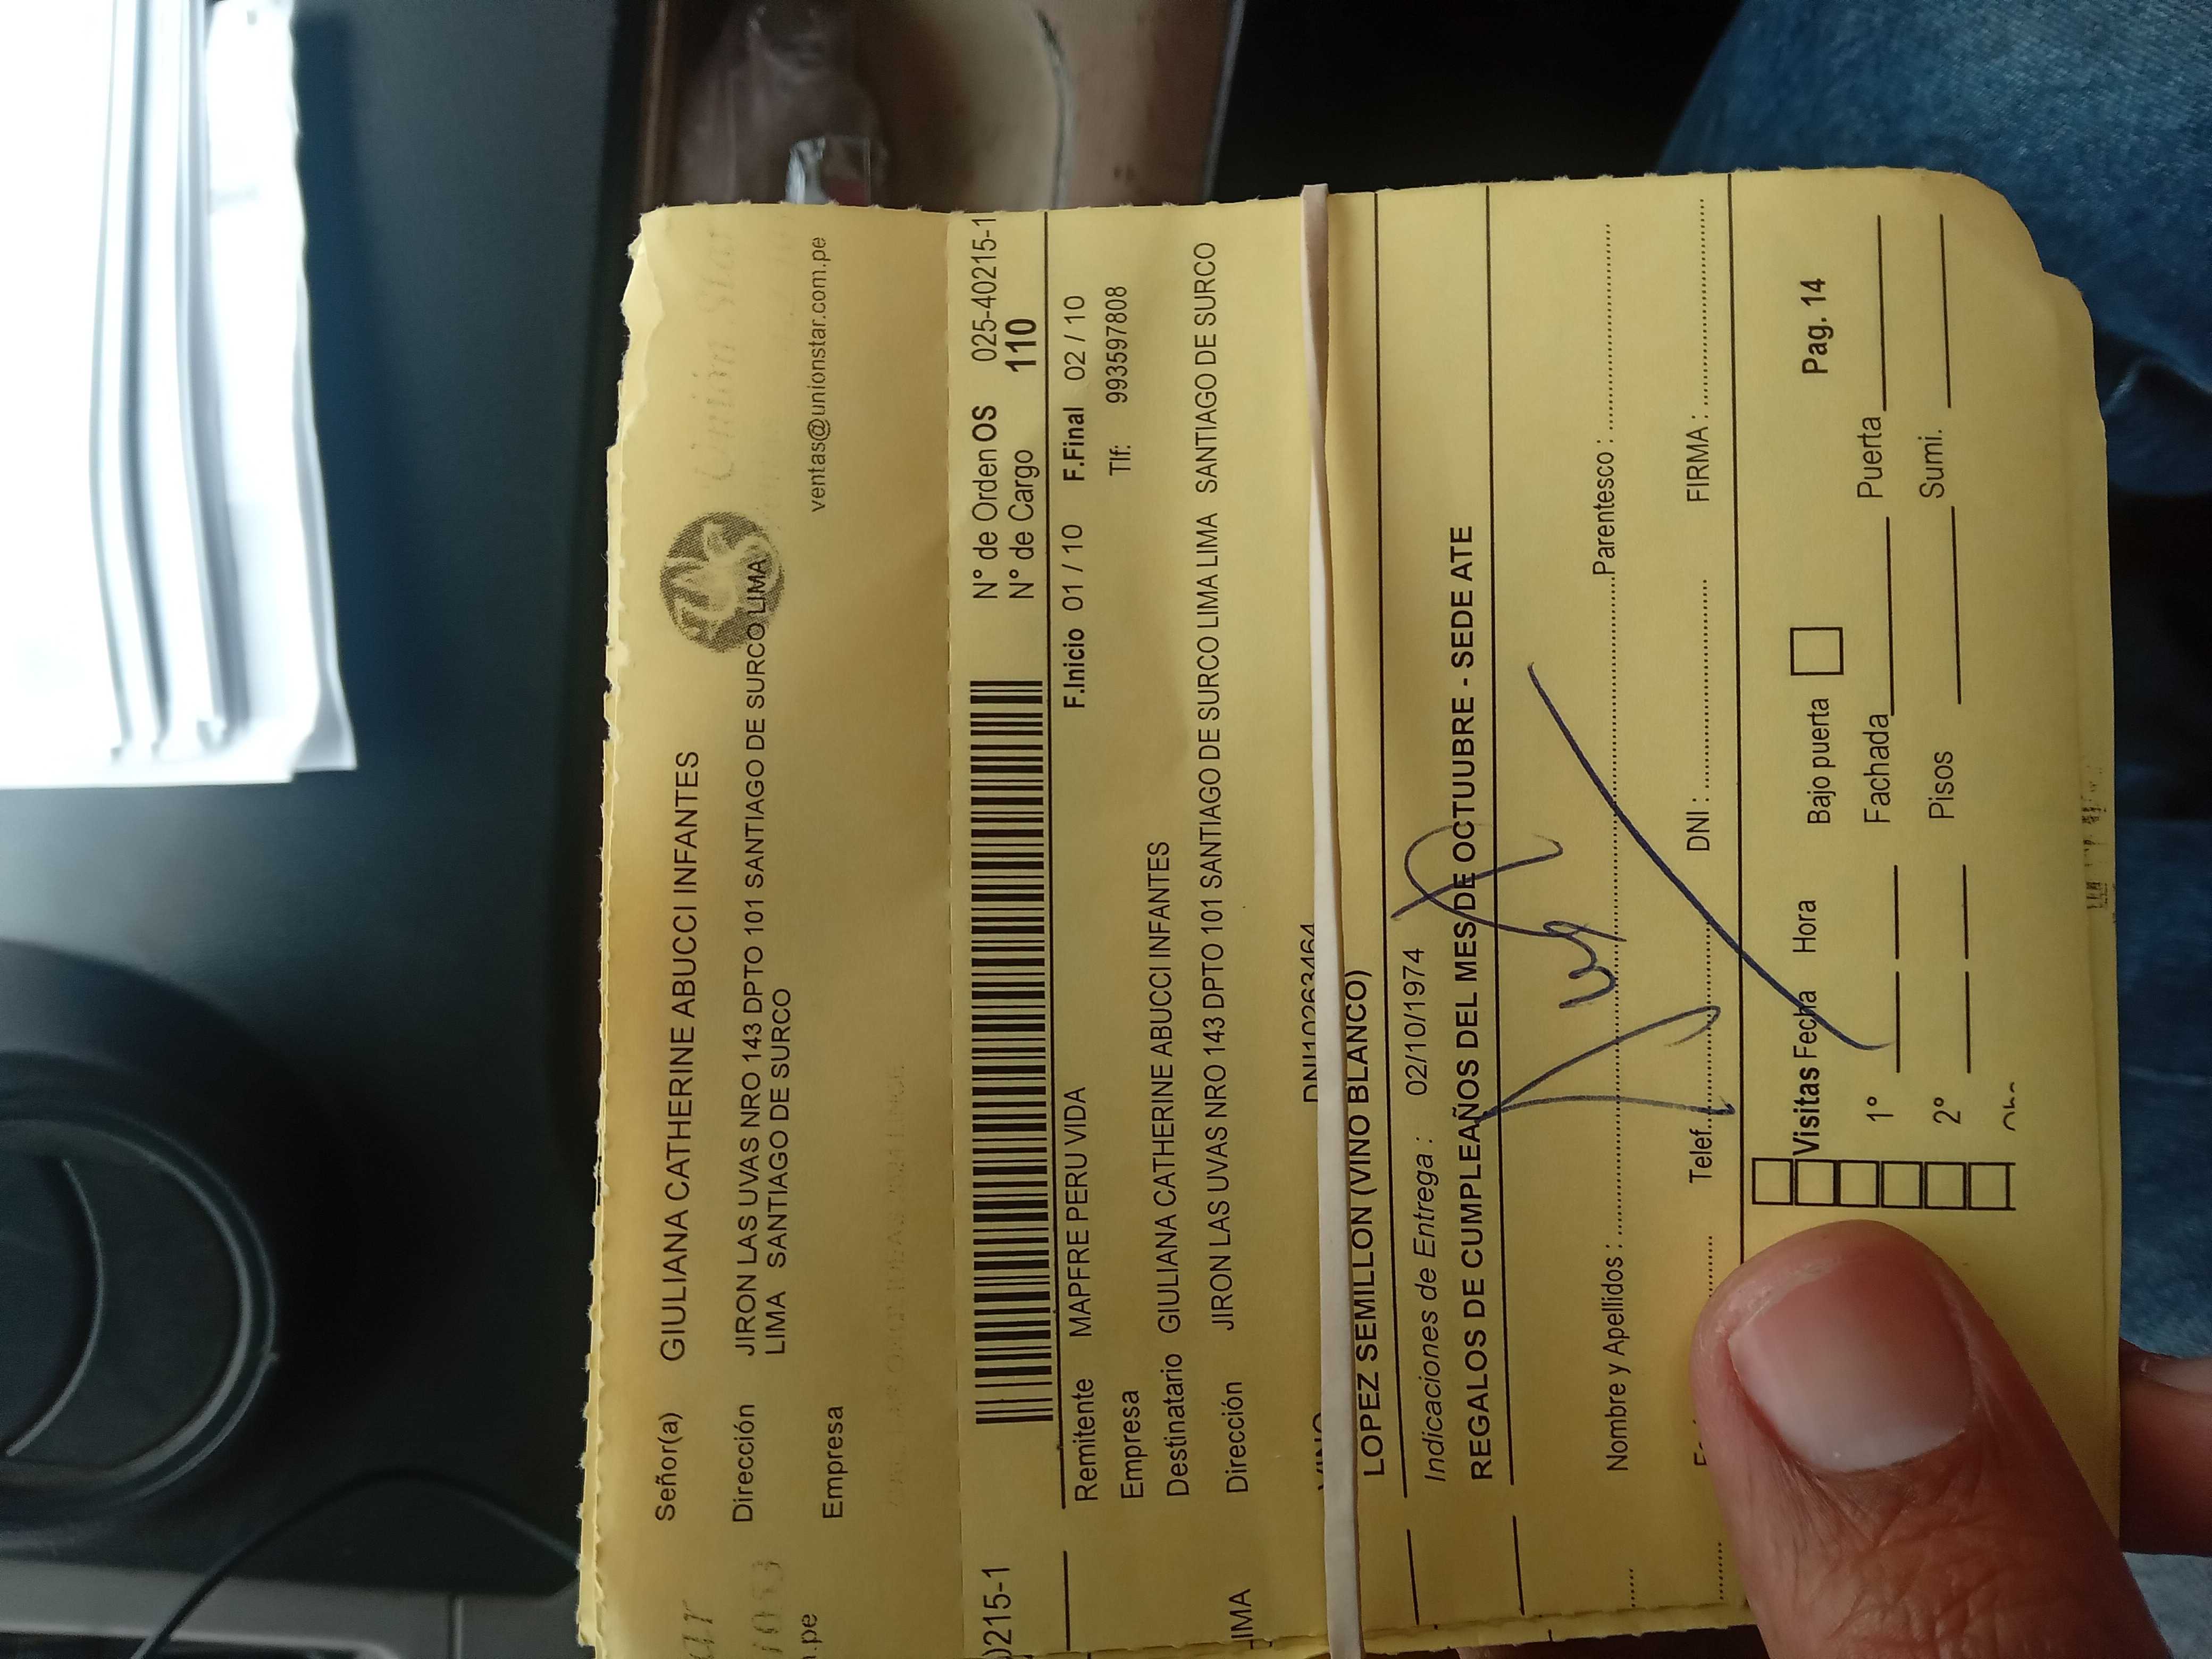 Señor(a) GIULIANA CATHERINE ABUCCI INFANTES
Dirección JIRON LAS UVAS NRO 143 DPTO 101 SANTIAGO DE SURCO LIMA
LIMA SANTIAGO DE SURCO
.pe Empresa ventas@unionstar.com.pe
0215-1 N° de Orden OS 025-40215-1
N° de Cargo 110
F.Inicio 01 / 10 F.Final 02 / 10
Remitente MAPFRE PERU VIDA Tlf: 993597808
Empresa
Destinatario GIULIANA CATHERINE ABUCCI INFANTES
Dirección JIRON LAS UVAS NRO 143 DPTO 101 SANTIAGO DE SURCO LIMA LIMA SANTIAGO DE SURCO
LIMA
DNI10263464
LOPEZ SEMILLON (VINO BLANCO)
Indicaciones de Entrega : 02/10/1974
REGALOS DE CUMPLEAÑOS DEL MES DE OCTUBRE - SEDE ATE
Nombre y Apellidos : Parentesco :
Telef. DNI : FIRMA :
Visitas Fecha Hora Bajo puerta Pag. 14
1° Fachada Puerta
2° Pisos Sumi.